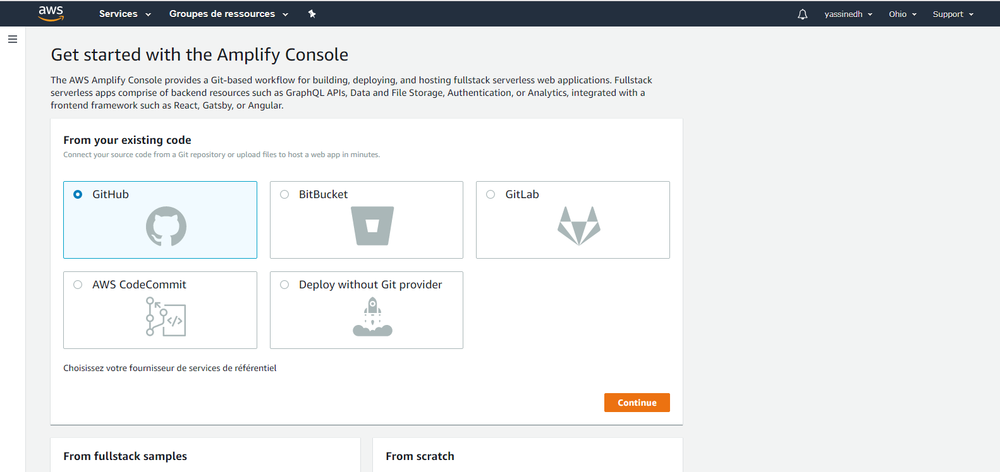 aws Services Groupes de ressources yassinedh Ohio Support
Get started with the Amplify Console
The AWS Amplify Console provides a Git-based workflow for building, deploying, and hosting fullstack serverless web applications. Fullstack
serverless apps comprise of backend resources such as GraphQL APIs, Data and File Storage, Authentication, or Analytics, integrated with a
frontend framework such as React, Gatsby, or Angular.
From your existing code
Connect your source code from a Git repository or upload files to host a web app in minutes.
GitHub
BitBucket
GitLab
AWS CodeCommit
</>
Deploy without Git provider
Choisissez votre fournisseur de services de référentiel
Continue
From fullstack samples
From scratch